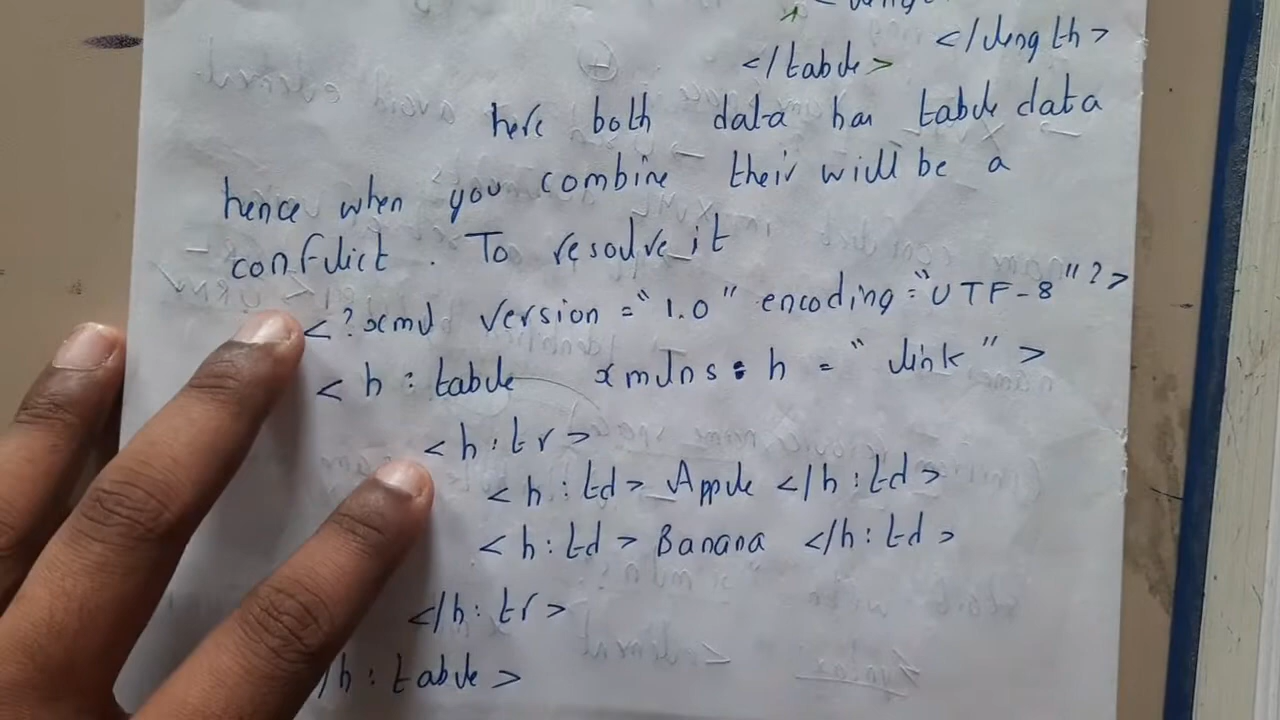 </length>
</table>
here both data has table data
hence when you combine their will be a
conflict. To resolve it
<?xml version="1.0" encoding="UTF-8"?>
<h:table xmlns:h="link">
<h:tr>
<h:td> Apple </h:td>
<h:td> Banana </h:td>
</h:tr>
/h:table>